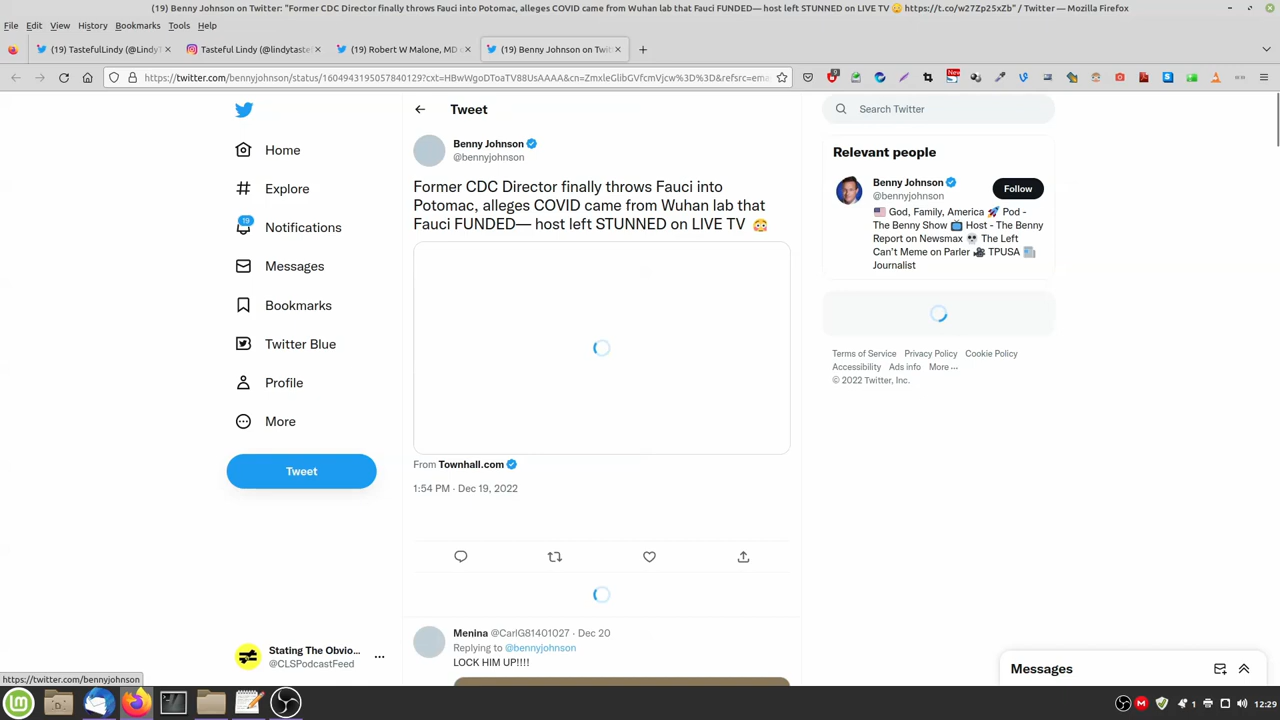 (19) Benny Johnson on Twitter: "Former CDC Director finally throws Fauci into Potomac, alleges COVID came from Wuhan lab that Fauci FUNDED— host left STUNNED on LIVE TV 😳 https://t.co/w27Zp25xZb" / Twitter — Mozilla Firefox
File Edit View History Bookmarks Tools Help
(19) TastefulLindy (@LindyT
Tasteful Lindy (@lindytaste
(19) Robert W Malone, MD
(19) Benny Johnson on Twit
https://twitter.com/bennyjohnson/status/1604943195057840129?cxt=HBwWgoDToaTV88UsAAAA&cn=ZmxleGlibGVfcmVjcw%3D%3D&refsrc=ema
9
New
Home
Explore
19
Notifications
Messages
Bookmarks
Twitter Blue
Profile
More
Tweet
Stating The Obvio...
@CLSPodcastFeed
https://twitter.com/bennyjohnson
Tweet
Benny Johnson
@bennyjohnson
Former CDC Director finally throws Fauci into
Potomac, alleges COVID came from Wuhan lab that
Fauci FUNDED— host left STUNNED on LIVE TV 😳
From Townhall.com
1:54 PM · Dec 19, 2022
Menina @CarlG81401027 · Dec 20
Replying to @bennyjohnson
LOCK HIM UP!!!!
Search Twitter
Relevant people
Benny Johnson
@bennyjohnson
Follow
🇺🇸 God, Family, America 🚀 Pod -
The Benny Show 📺 Host - The Benny
Report on Newsmax 💀 The Left
Can't Meme on Parler 🎥 TPUSA 📰
Journalist
Terms of Service Privacy Policy Cookie Policy
Accessibility Ads info More ···
© 2022 Twitter, Inc.
Messages
1
12:29